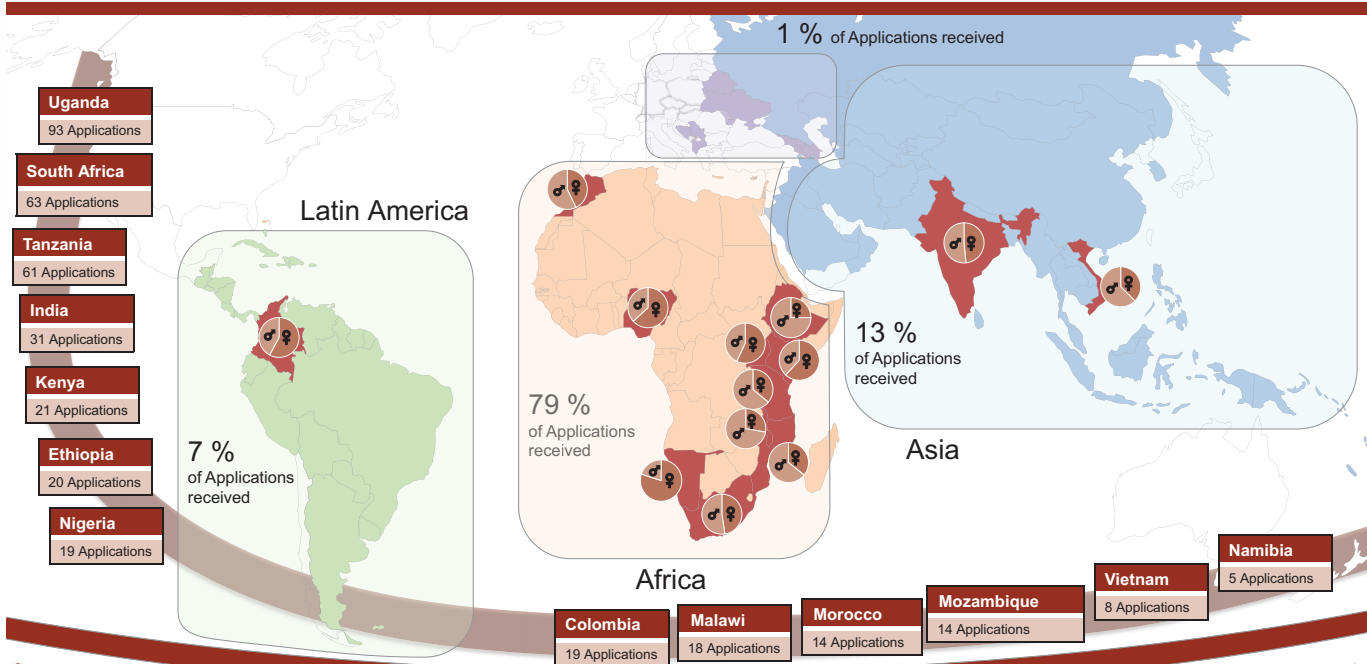 1 % of Applications received
Uganda
93 Applications
South Africa
63 Applications
Tanzania
61 Applications
India
31 Applications
Kenya
21 Applications
Ethiopia
20 Applications
Nigeria
19 Applications
Latin America
7 %
of Applications
received
79 %
of Applications
received
Africa
13 %
of Applications
received
Asia
Colombia
19 Applications
Malawi
18 Applications
Morocco
14 Applications
Mozambique
14 Applications
Vietnam
8 Applications
Namibia
5 Applications